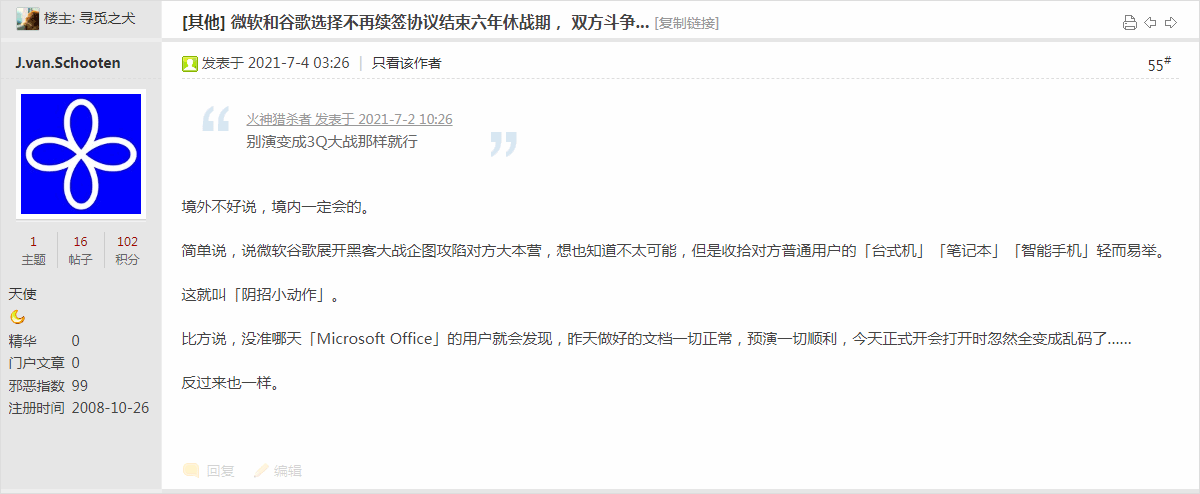 楼主: 寻觅之犬
[其他] 微软和谷歌选择不再续签协议结束六年休战期， 双方斗争... [复制链接]
J.van.Schooten
发表于 2021-7-4 03:26 | 只看该作者
55#
火神猎杀者 发表于 2021-7-2 10:26
别演变成3Q大战那样就行
境外不好说，境内一定会的。
简单说，说微软谷歌展开黑客大战企图攻陷对方大本营，想也知道不太可能，但是收拾对方普通用户的「台式机」「笔记本」「智能手机」轻而易举。
这就叫「阴招小动作」。
比方说，没准哪天「Microsoft Office」的用户就会发现，昨天做好的文档一切正常，预演一切顺利，今天正式开会打开时忽然全变成乱码了......
反过来也一样。
1 16 102
主题 帖子 积分
天使
精华 0
门户文章 0
邪恶指数 99
注册时间 2008-10-26
回复 编辑